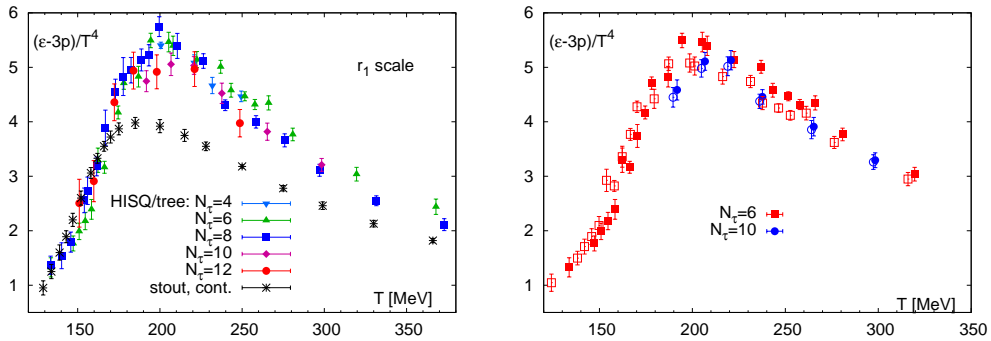 (ε-3p)/T⁴
r₁ scale
6
5
4
3
2
1
HISQ/tree: N_τ=4
N_τ=6
N_τ=8
N_τ=10
N_τ=12
stout, cont.
T [MeV]
150 200 250 300 350
(ε-3p)/T⁴
6
5
4
3
2
1
N_τ=6
N_τ=10
T [MeV]
150 200 250 300 350